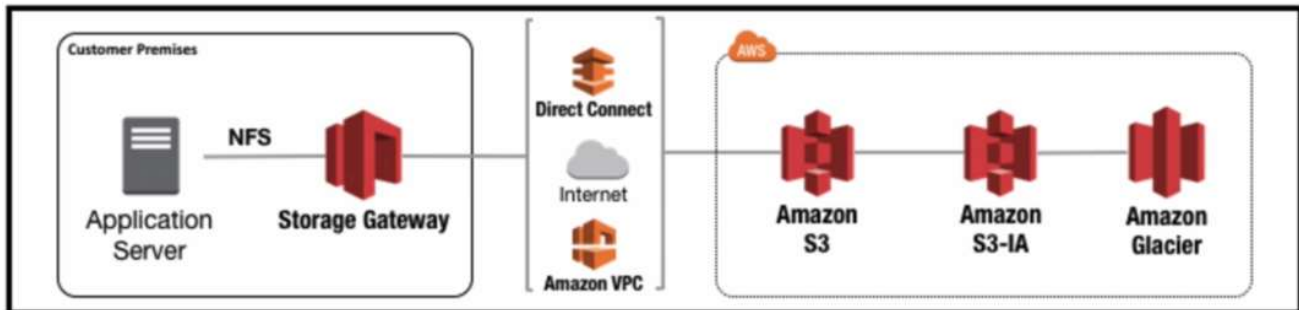 Customer Premises
NFS
Application
Server
Storage Gateway
Direct Connect
Internet
Amazon VPC
AWS
Amazon
S3
Amazon
S3-IA
Amazon
Glacier